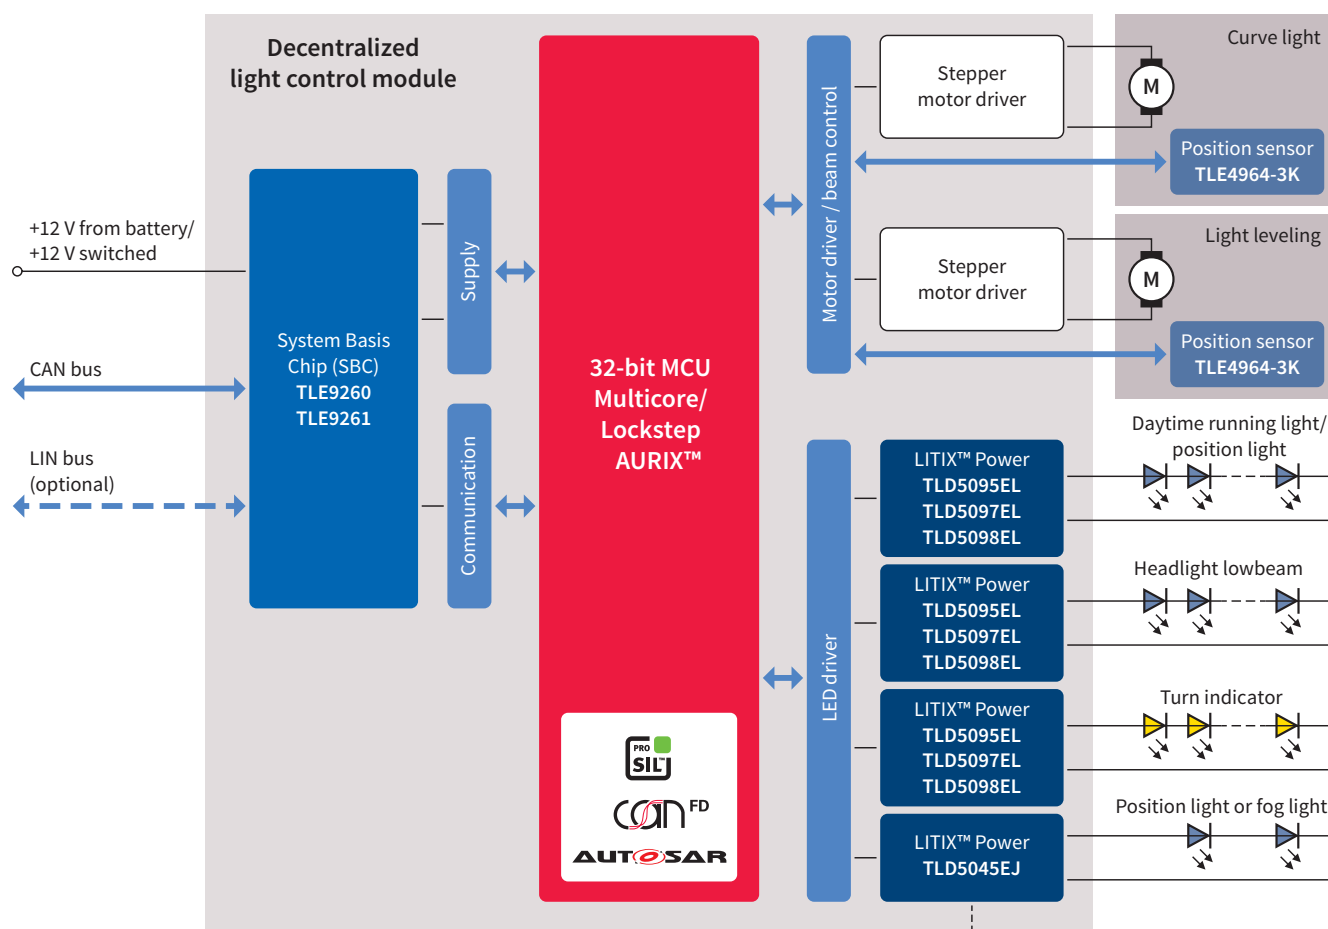 Decentralized
light control module
+12 V from battery/
+12 V switched
CAN bus
LIN bus
(optional)
System Basis
Chip (SBC)
TLE9260
TLE9261
Supply
Communication
32-bit MCU
Multicore/
Lockstep
AURIX™
PRO
SIL™
CAN FD
AUTOSAR
Motor driver / beam control
LED driver
Stepper
motor driver
Curve light
M
Position sensor
TLE4964-3K
Stepper
motor driver
Light leveling
M
Position sensor
TLE4964-3K
LITIX™ Power
TLD5095EL
TLD5097EL
TLD5098EL
Daytime running light/
position light
LITIX™ Power
TLD5095EL
TLD5097EL
TLD5098EL
Headlight lowbeam
LITIX™ Power
TLD5095EL
TLD5097EL
TLD5098EL
Turn indicator
LITIX™ Power
TLD5045EJ
Position light or fog light